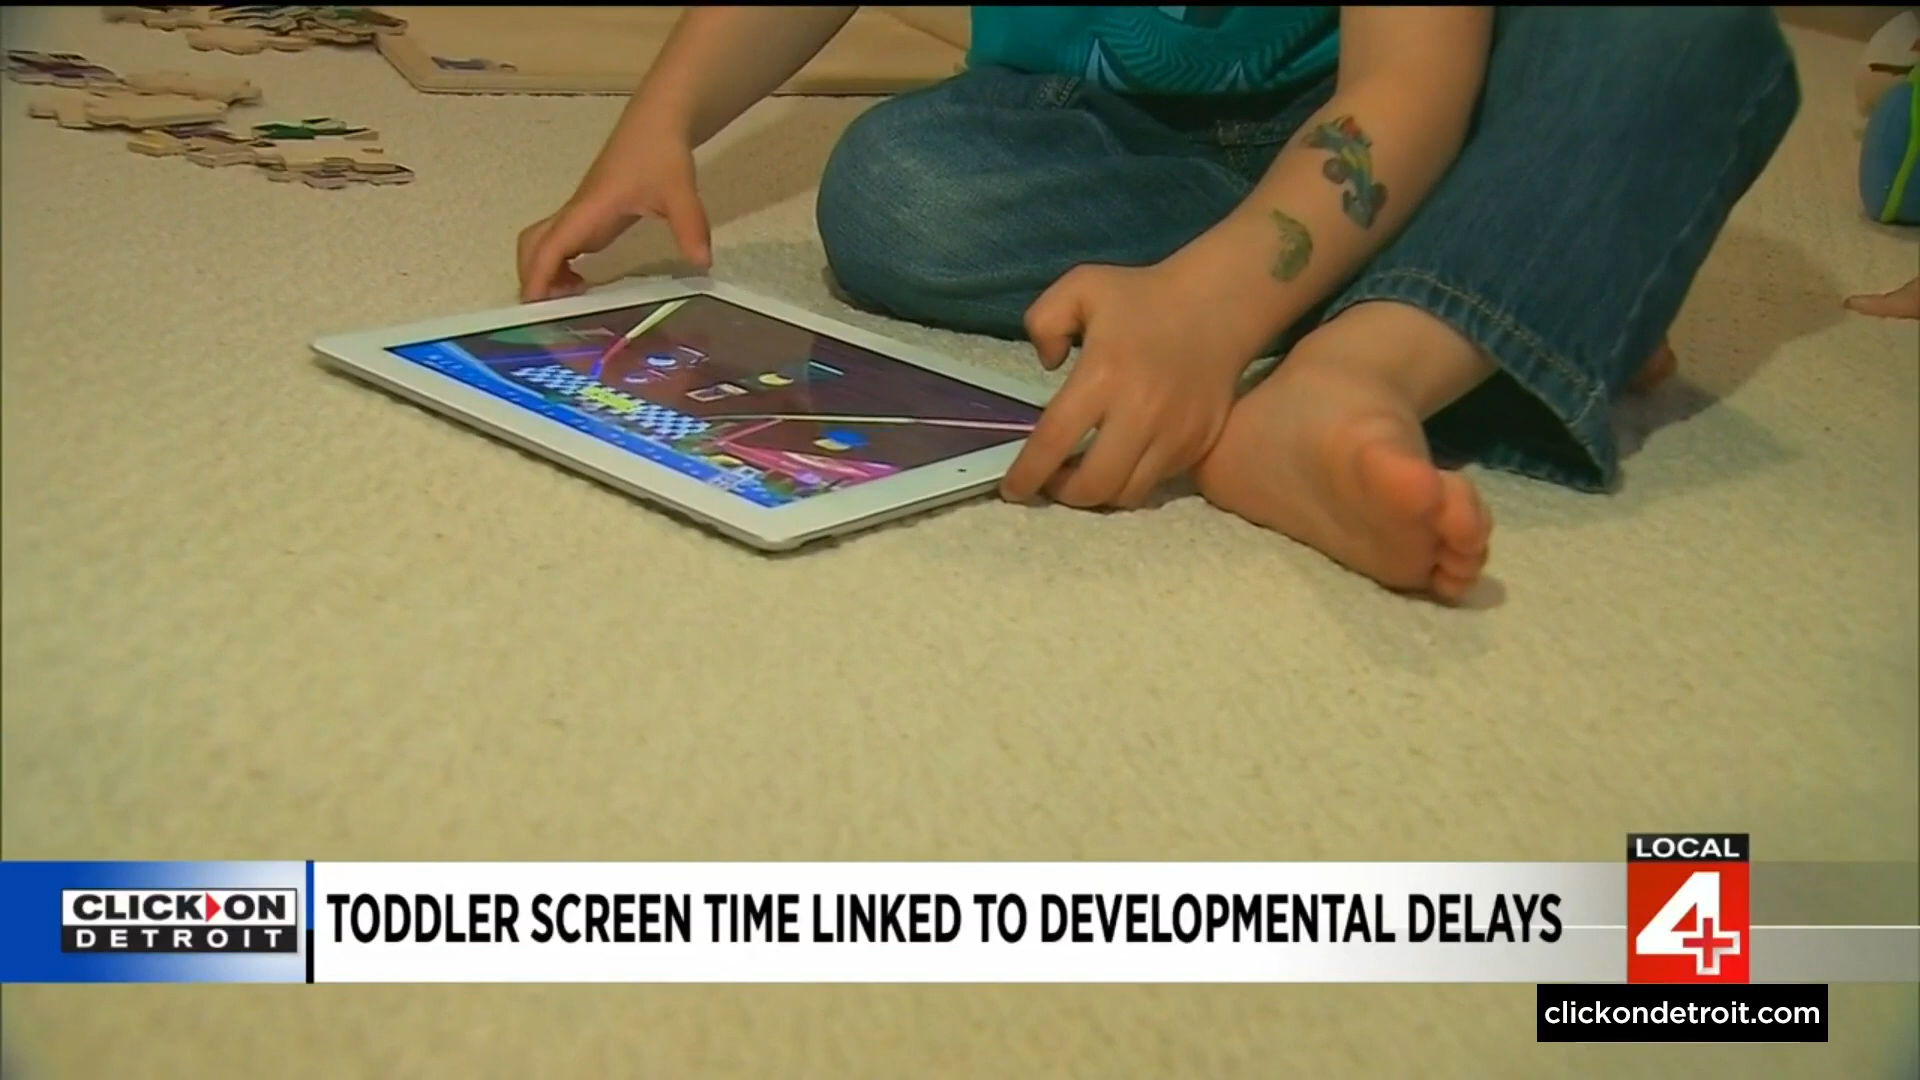 LOCAL
4+
CLICK ON
DETROIT
TODDLER SCREEN TIME LINKED TO DEVELOPMENTAL DELAYS
clickondetroit.com